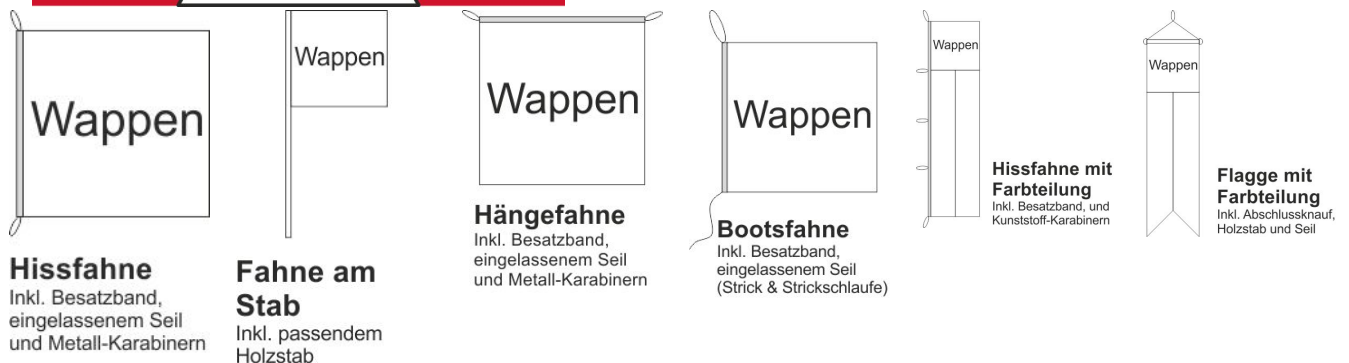 Wappen
Hissfahne
Inkl. Besatzband,
eingelassenem Seil
und Metall-Karabinern
Wappen
Fahne am
Stab
Inkl. passendem
Holzstab
Wappen
Hängefahne
Inkl. Besatzband,
eingelassenem Seil
und Metall-Karabinern
Wappen
Bootsfahne
Inkl. Besatzband,
eingelassenem Seil
(Strick & Strickschlaufe)
Wappen
Hissfahne mit
Farbteilung
Inkl. Besatzband, und
Kunststoff-Karabinern
Wappen
Flagge mit
Farbteilung
Inkl. Abschlussknauf,
Holzstab und Seil